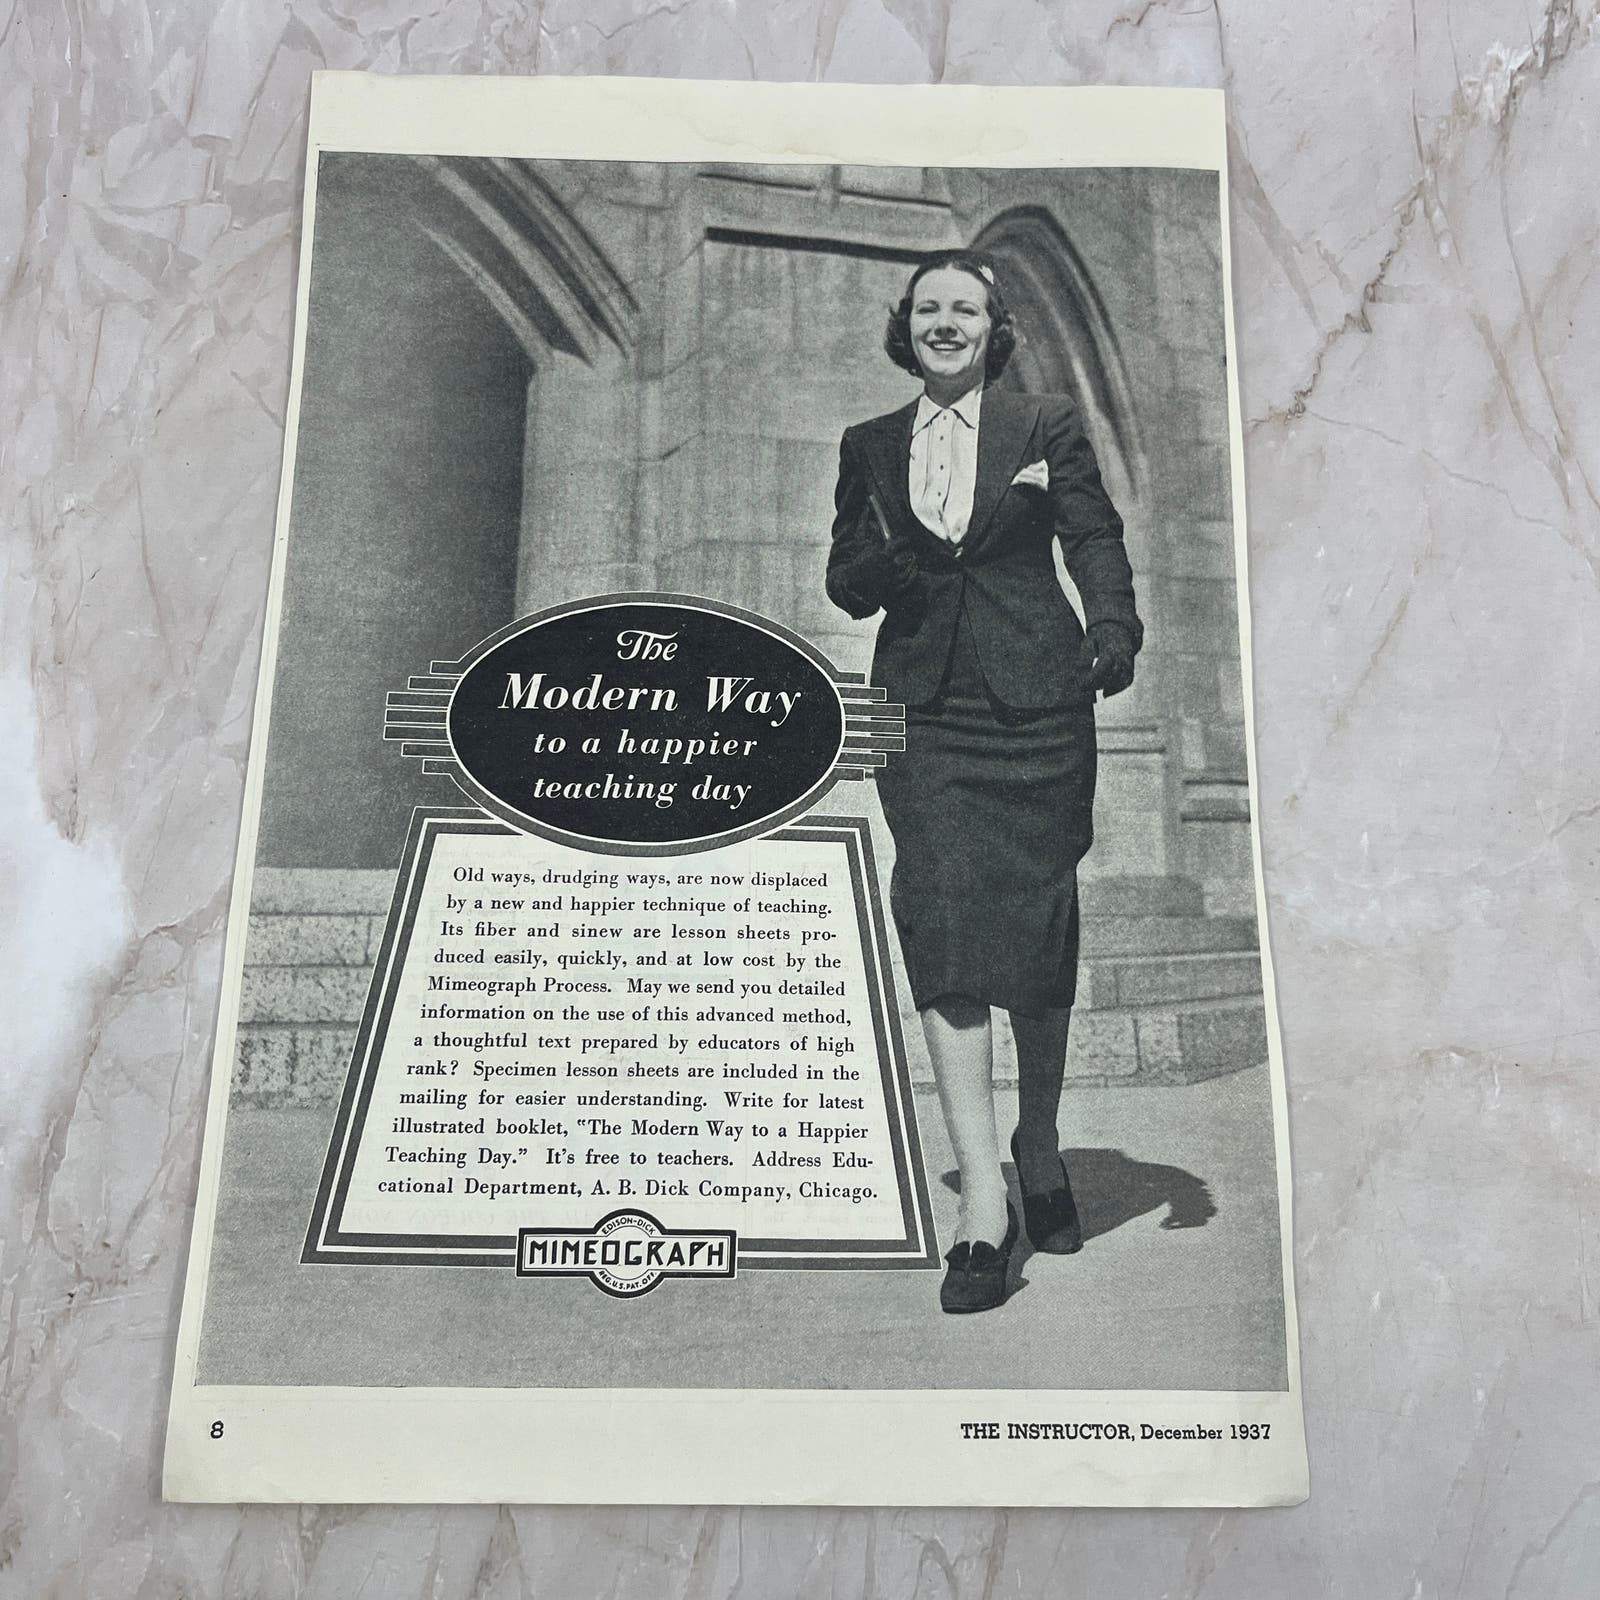 The
Modern Way
to a happier
teaching day
Old ways, drudging ways, are now displaced
by a new and happier technique of teaching.
Its fiber and sinew are lesson sheets pro-
duced easily, quickly, and at low cost by the
Mimeograph Process. May we send you detailed
information on the use of this advanced method,
a thoughtful text prepared by educators of high
rank? Specimen lesson sheets are included in the
mailing for easier understanding. Write for latest
illustrated booklet, "The Modern Way to a Happier
Teaching Day." It's free to teachers. Address Edu-
cational Department, A. B. Dick Company, Chicago.
EDISON-DICK
MIMEOGRAPH
REG. U.S. PAT. OFF.
8
THE INSTRUCTOR, December 1937